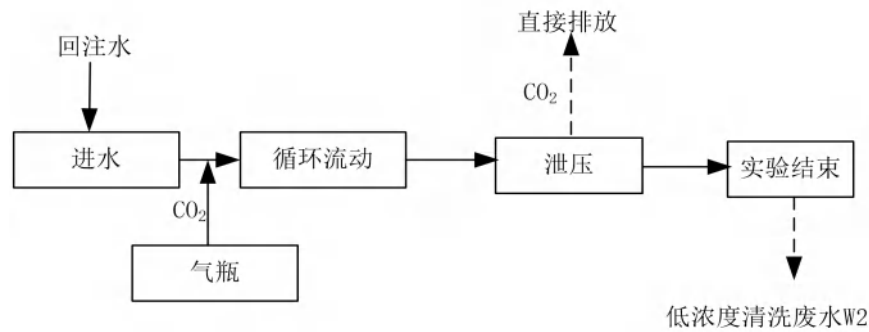 直接排放
回注水
CO₂
进水
循环流动
泄压
实验结束
CO₂
气瓶
低浓度清洗废水W2